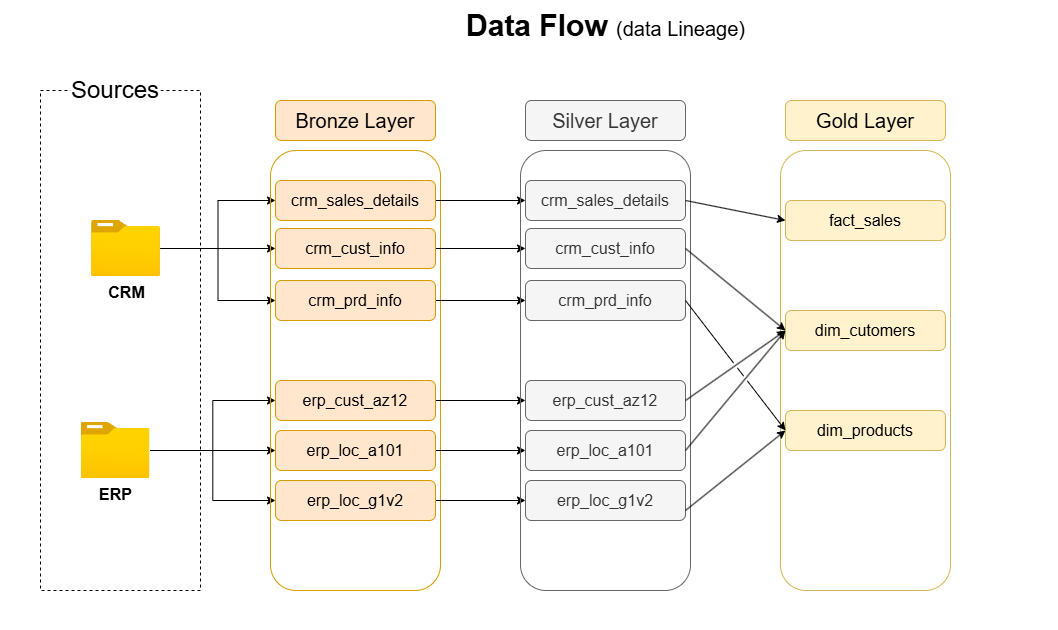 Data Flow (data Lineage)
Sources
CRM
ERP
Bronze Layer
crm_sales_details
crm_cust_info
crm_prd_info
erp_cust_az12
erp_loc_a101
erp_loc_g1v2
Silver Layer
crm_sales_details
crm_cust_info
crm_prd_info
erp_cust_az12
erp_loc_a101
erp_loc_g1v2
Gold Layer
fact_sales
dim_cutomers
dim_products